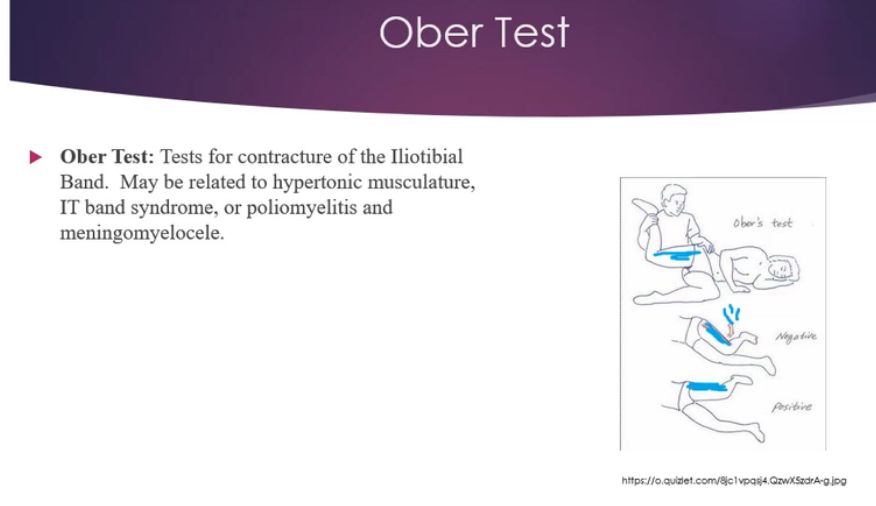 Ober Test
Ober Test: Tests for contracture of the Iliotibial
Band. May be related to hypertonic musculature,
IT band syndrome, or poliomyelitis and
meningomyelocele.
Ober's test
Negative
Positive
https://o.quizlet.com/8jc1vpqsj4.QzwX5zdrA-g.jpg